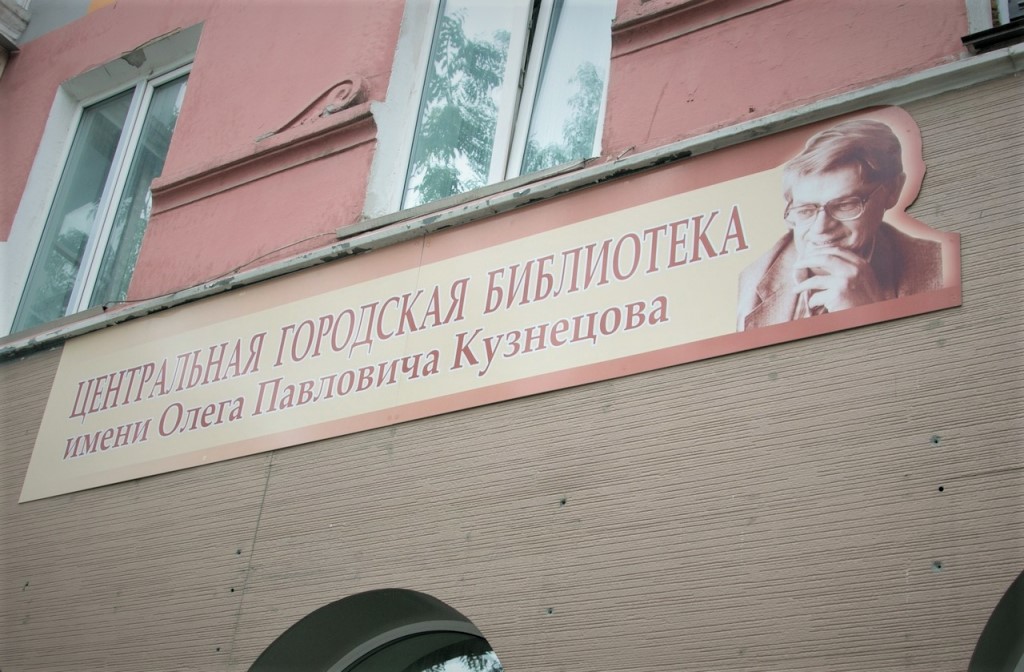 ЦЕНТРАЛЬНАЯ ГОРОДСКАЯ БИБЛИОТЕКА
имени Олега Павловича Кузнецова